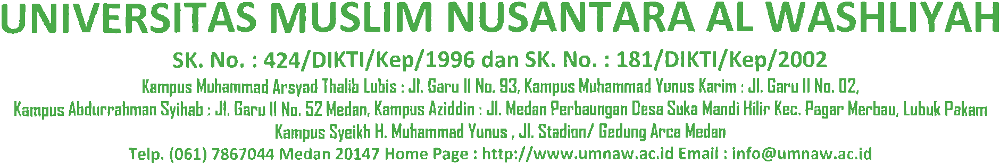 UNIVERSITAS MUSLIM NUSANTARA AL WASHLIYAH
SK. No. : 424/DIKTI/Kep/1996 dan SK. No. : 181/DIKTI/Kep/2002
Kampus Muhammad Arsyad Thalib Lubis : Jl. Garu II No. 93, Kampus Muhammad Yunus Karim : Jl. Garu II No. 02,
Kampus Abdurrahman Syihab : Jl. Garu II No. 52 Medan, Kampus Aziddin : Jl. Medan Perbaungan Desa Suka Mandi Hilir Kec. Pagar Merbau, Lubuk Pakam
Kampus Syeikh H. Muhammad Yunus , Jl. Stadion/ Gedung Arca Medan
Telp. (061) 7867044 Medan 20147 Home Page : http://www.umnaw.ac.id Email : info@umnaw.ac.id